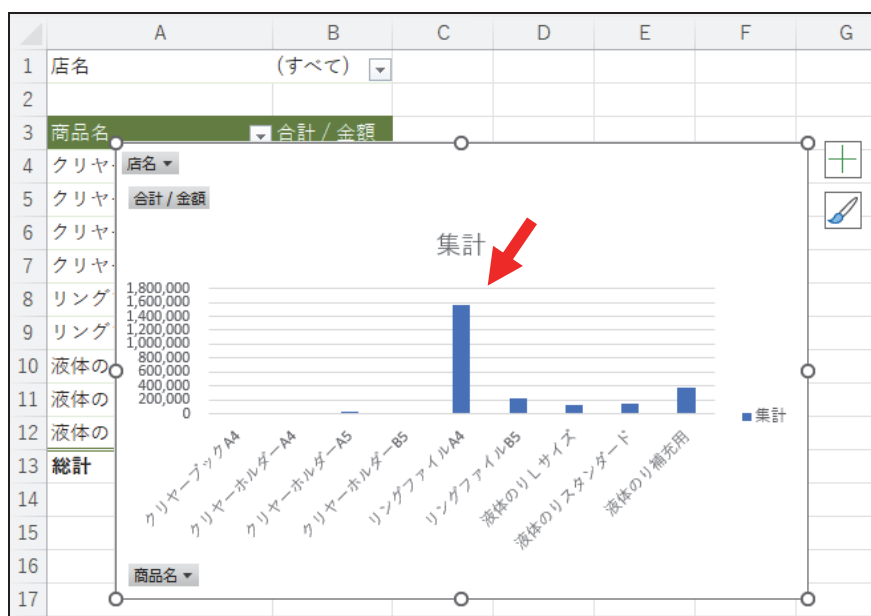 A B C D E F G
1 店名 (すべて)
2
3 商品名 合計 / 金額
4 クリヤー
5 クリヤー
6 クリヤー
7 クリヤー
8 リング
9 リング
10 液体の
11 液体の
12 液体の
13 総計
14
15
16
17
店名
合計 / 金額
集計
1,800,000
1,600,000
1,400,000
1,200,000
1,000,000
800,000
600,000
400,000
200,000
0
クリヤーブックA4
クリヤーホルダーA4
クリヤーホルダーA5
クリヤーホルダーB5
リングファイルA4
リングファイルB5
液体のりLサイズ
液体のりスタンダード
液体のり補充用
集計
商品名